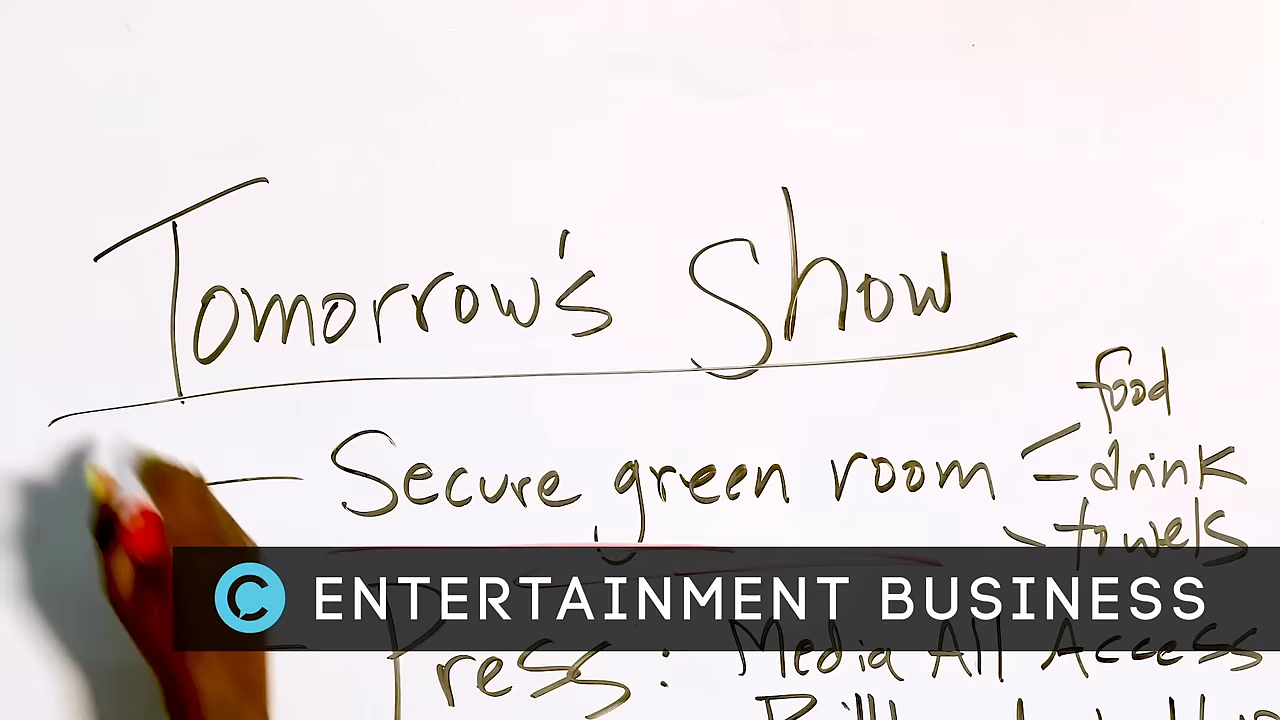 Tomorrow's Show
food
- Secure green room - drink
- towels
ENTERTAINMENT BUSINESS
- Press: Media All Access